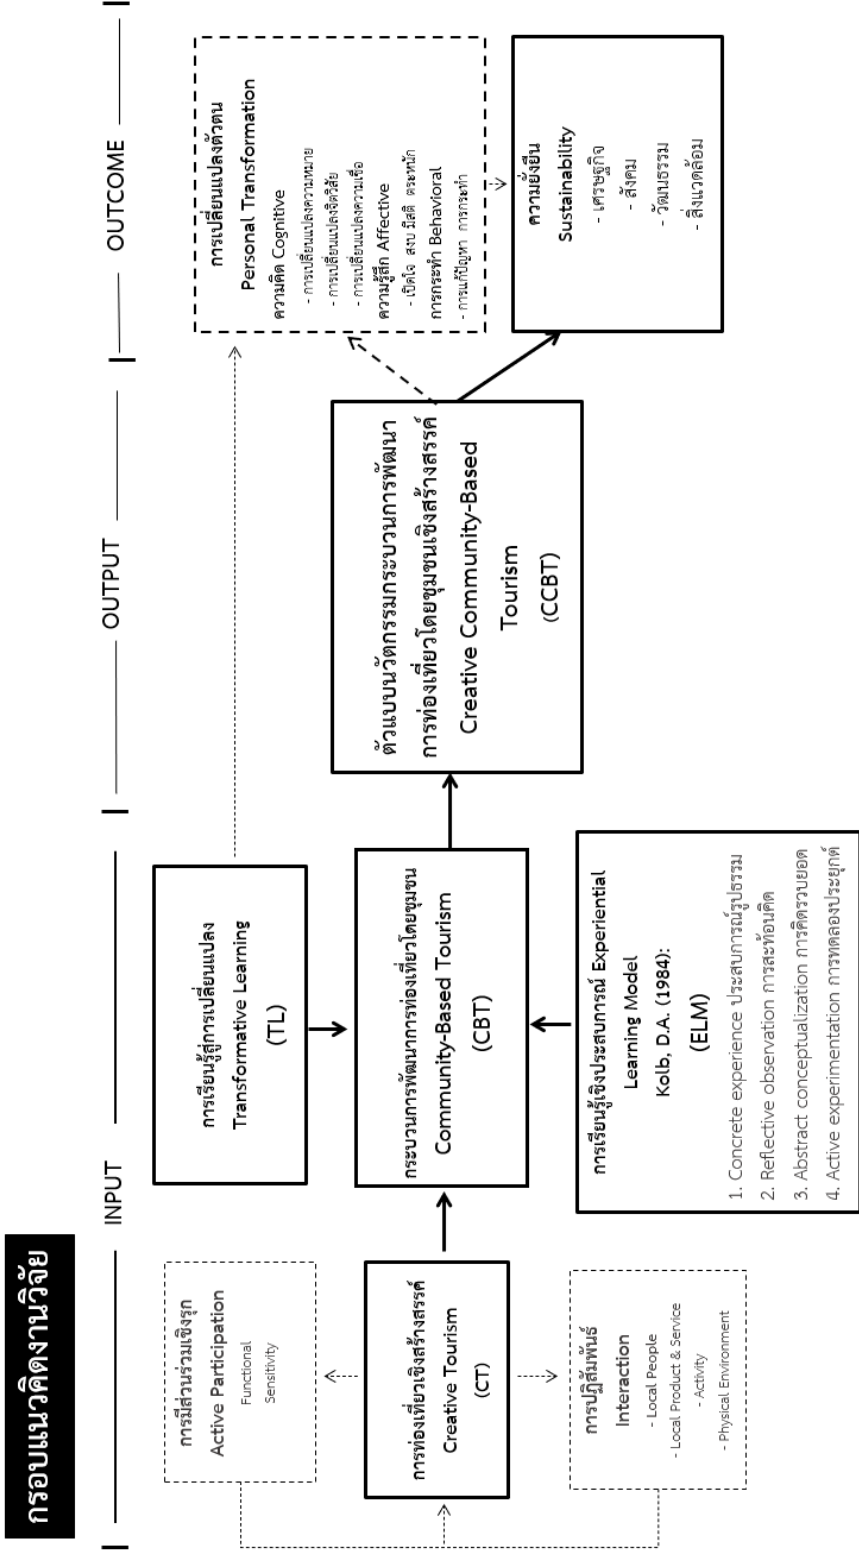 กรอบแนวคิดงานวิจัย
INPUT
OUTPUT
OUTCOME
การมีส่วนร่วมเชิงรุก
Active Participation
Functional
Sensitivity
การท่องเที่ยวเชิงสร้างสรรค์
Creative Tourism
(CT)
การปฏิสัมพันธ์
Interaction
- Local People
- Local Product & Service
- Activity
- Physical Environment
การเรียนรู้สู่การเปลี่ยนแปลง
Transformative Learning
(TL)
กระบวนการพัฒนาการท่องเที่ยวโดยชุมชน
Community-Based Tourism
(CBT)
การเรียนรู้เชิงประสบการณ์ Experiential
Learning Model
Kolb, D.A. (1984):
(ELM)
1. Concrete experience ประสบการณ์รูปธรรม
2. Reflective observation การสะท้อนคิด
3. Abstract conceptualization การคิดรวบยอด
4. Active experimentation การทดลองประยุกต์
ตัวแบบนวัตกรรมกระบวนการพัฒนา
การท่องเที่ยวโดยชุมชนเชิงสร้างสรรค์
Creative Community-Based
Tourism
(CCBT)
การเปลี่ยนแปลงตัวตน
Personal Transformation
ความคิด Cognitive
- การเปลี่ยนแปลงความหมาย
- การเปลี่ยนแปลงจิตวิสัย
- การเปลี่ยนแปลงความเชื่อ
ความรู้สึก Affective
- เปิดใจ สงบ มีสติ ตระหนัก
การกระทำ Behavioral
- การแก้ปัญหา การกระทำ
ความยั่งยืน
Sustainability
- เศรษฐกิจ
- สังคม
- วัฒนธรรม
- สิ่งแวดล้อม